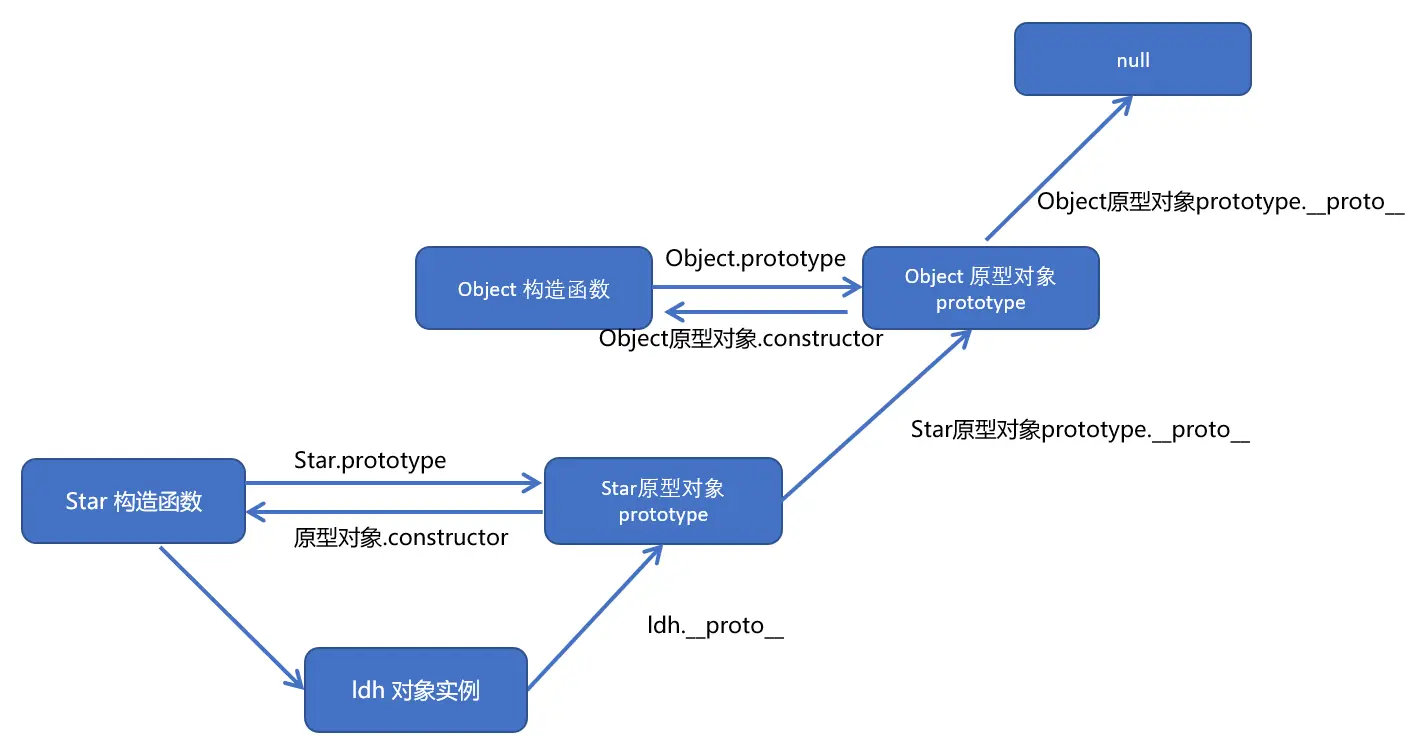 null
Object原型对象prototype.__proto__
Object.prototype
Object 构造函数
Object 原型对象
prototype
Object原型对象.constructor
Star原型对象prototype.__proto__
Star.prototype
Star 构造函数
Star原型对象
prototype
原型对象.constructor
ldh.__proto__
ldh 对象实例